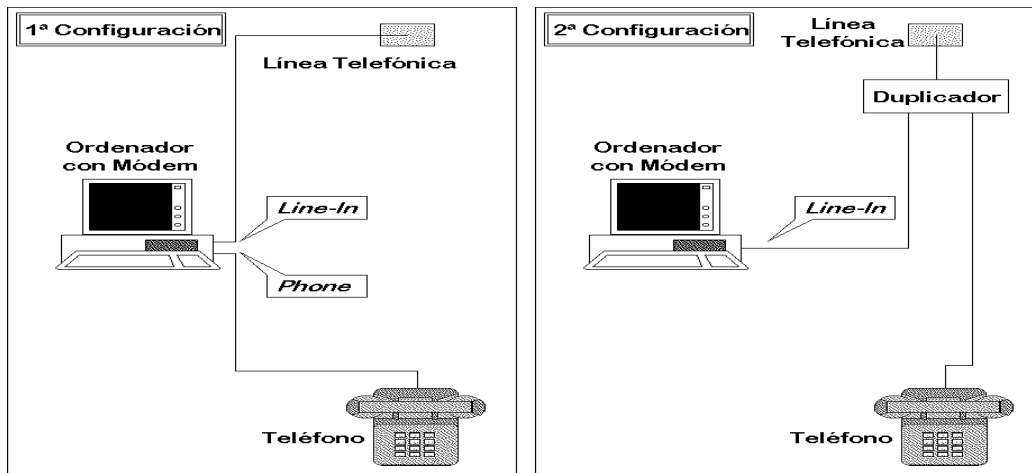 1ª Configuración
Línea Telefónica
Ordenador
con Módem
Line-In
Phone
Teléfono
2ª Configuración
Línea
Telefónica
Duplicador
Ordenador
con Módem
Line-In
Teléfono